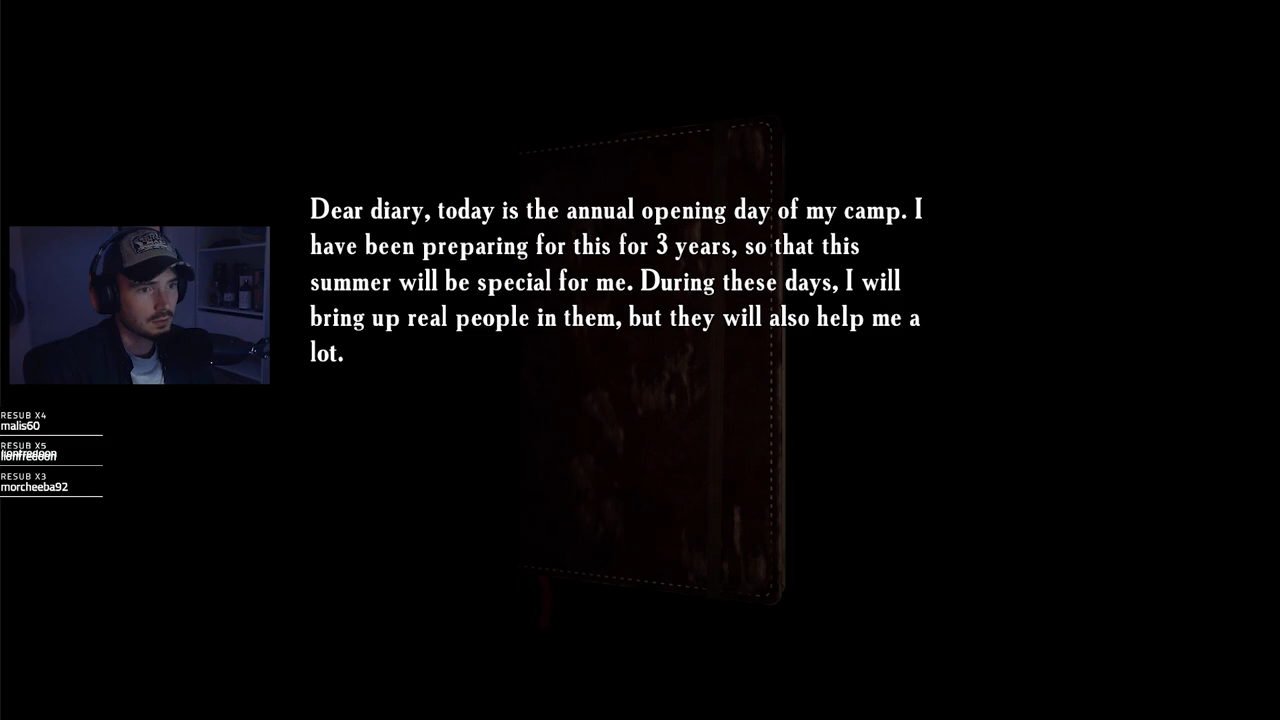 Dear diary, today is the annual opening day of my camp. I
have been preparing for this for 3 years, so that this
summer will be special for me. During these days, I will
bring up real people in them, but they will also help me a
lot.
RESUB X4
malis60
RESUB X5
lionfredoon
RESUB X3
morcheeba92